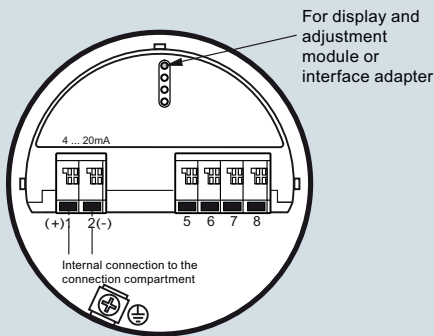 For display and
adjustment
module or
interface adapter
4 ... 20mA
(+)1 2(-) 5 6 7 8
Internal connection to the
connection compartment